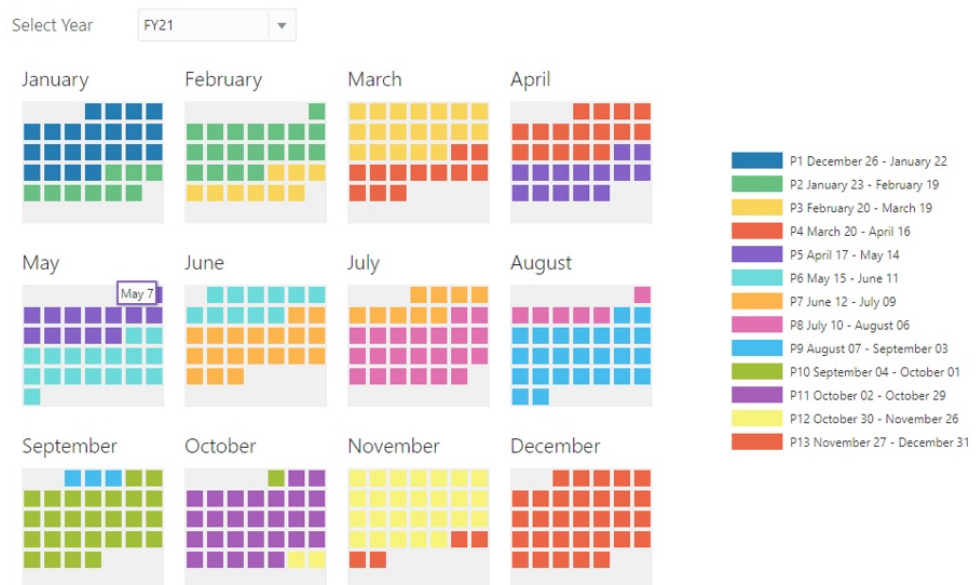 Select Year
FY21
January
February
March
April
May
May 7
June
July
August
September
October
November
December
P1 December 26 - January 22
P2 January 23 - February 19
P3 February 20 - March 19
P4 March 20 - April 16
P5 April 17 - May 14
P6 May 15 - June 11
P7 June 12 - July 09
P8 July 10 - August 06
P9 August 07 - September 03
P10 September 04 - October 01
P11 October 02 - October 29
P12 October 30 - November 26
P13 November 27 - December 31